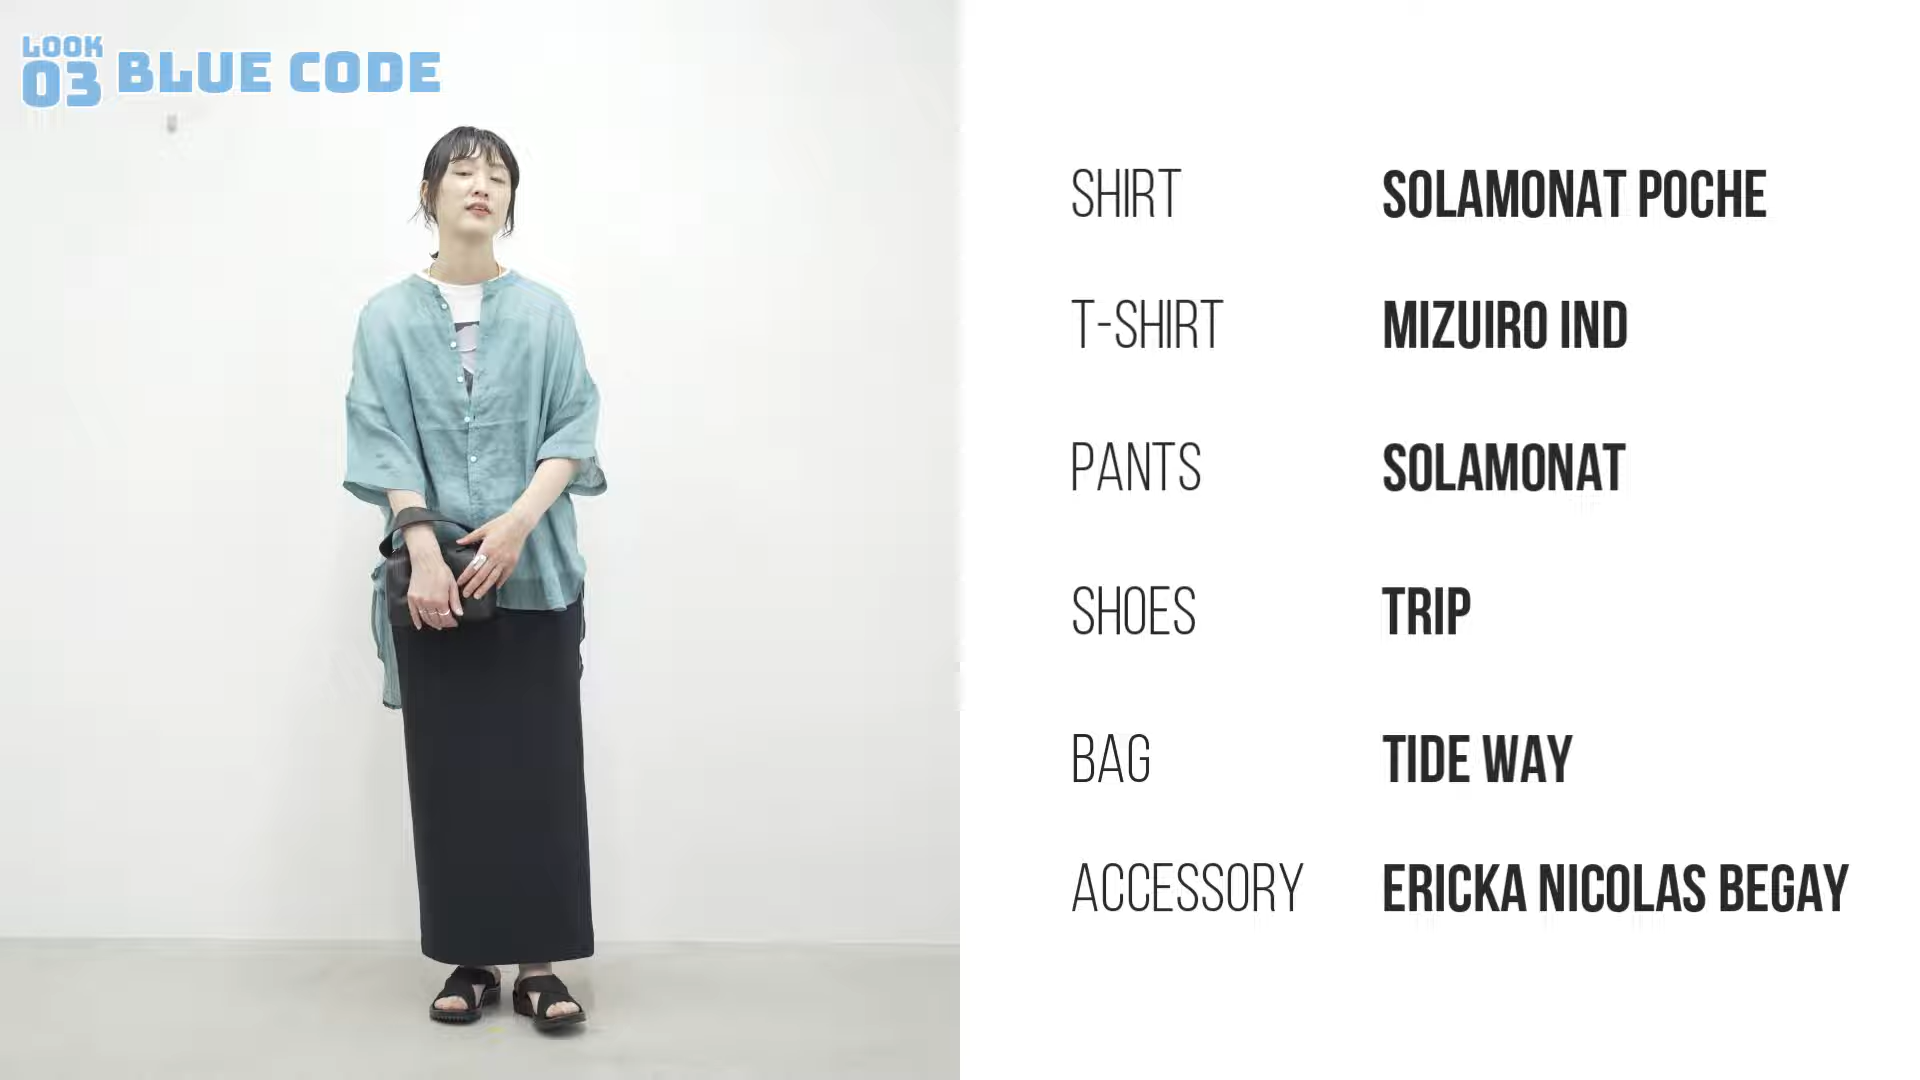 LOOK
03 BLUE CODE
SHIRT SOLAMONAT POCHE
T-SHIRT MIZUIRO IND
PANTS SOLAMONAT
SHOES TRIP
BAG TIDE WAY
ACCESSORY ERICKA NICOLAS BEGAY